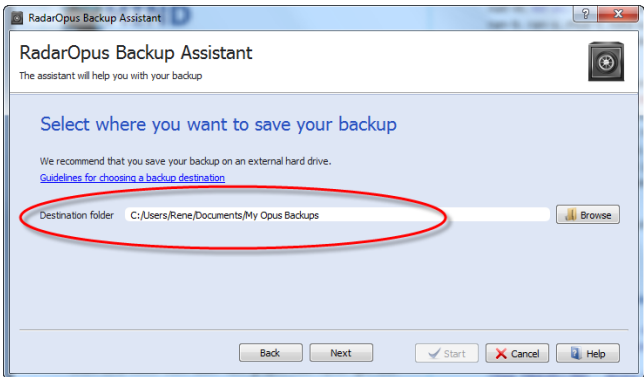 RadarOpus Backup Assistant
RadarOpus Backup Assistant
The assistant will help you with your backup
Select where you want to save your backup
We recommend that you save your backup on an external hard drive.
Guidelines for choosing a backup destination
Destination folder C:/Users/Rene/Documents/My Opus Backups Browse
Back Next Start Cancel Help